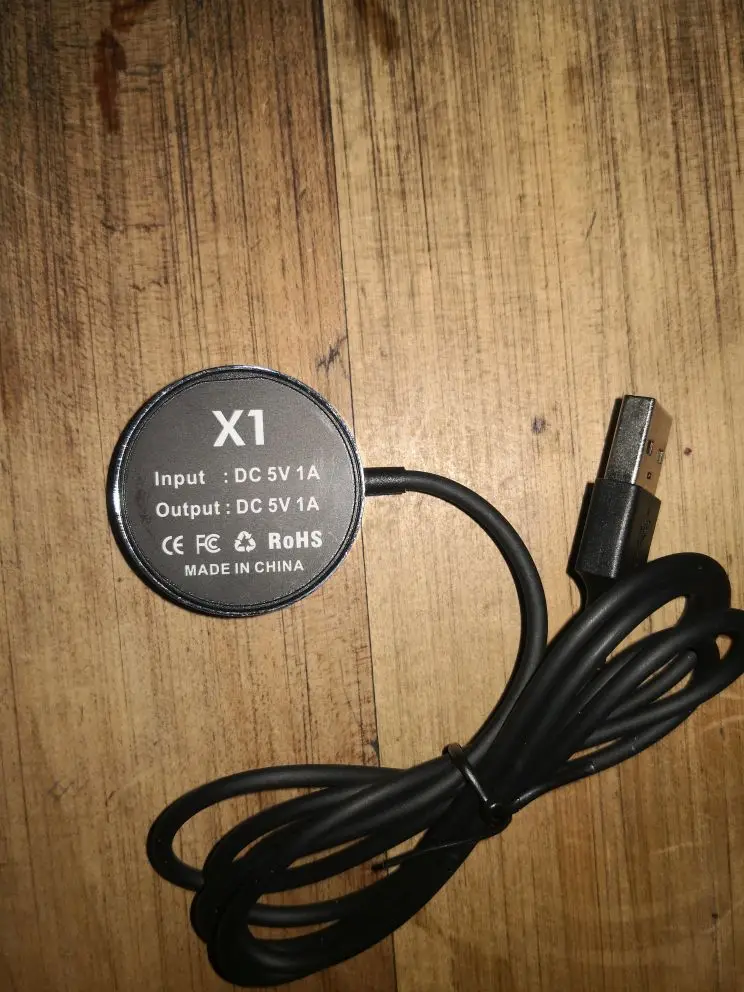 X1
Input : DC 5V 1A
Output : DC 5V 1A
CE FC RoHS
MADE IN CHINA